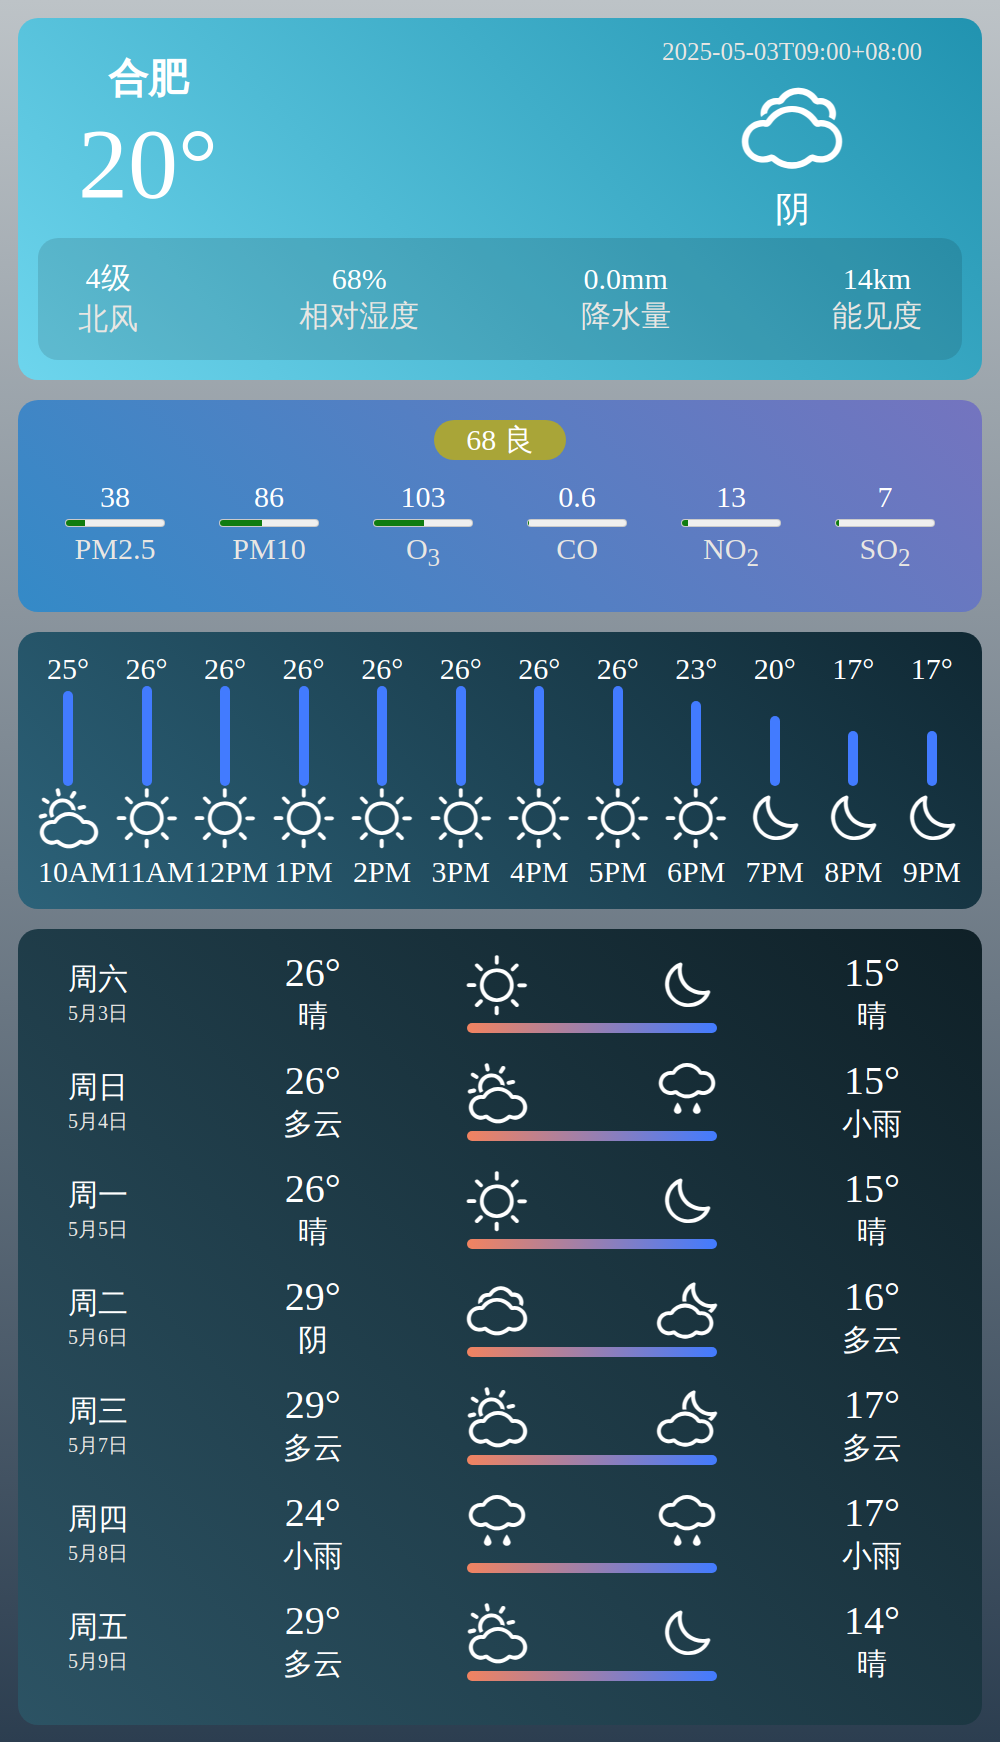 合肥
2025-05-03T09:00+08:00
20°
阴
4级 68% 0.0mm 14km
北风 相对湿度 降水量 能见度
68 良
38 86 103 0.6 13 7
PM2.5 PM10 O3 CO NO2 SO2
25° 26° 26° 26° 26° 26° 26° 26° 23° 20° 17° 17°
10AM 11AM 12PM 1PM 2PM 3PM 4PM 5PM 6PM 7PM 8PM 9PM
周六 26° 15°
5月3日 晴 晴
周日 26° 15°
5月4日 多云 小雨
周一 26° 15°
5月5日 晴 晴
周二 29° 16°
5月6日 阴 多云
周三 29° 17°
5月7日 多云 多云
周四 24° 17°
5月8日 小雨 小雨
周五 29° 14°
5月9日 多云 晴